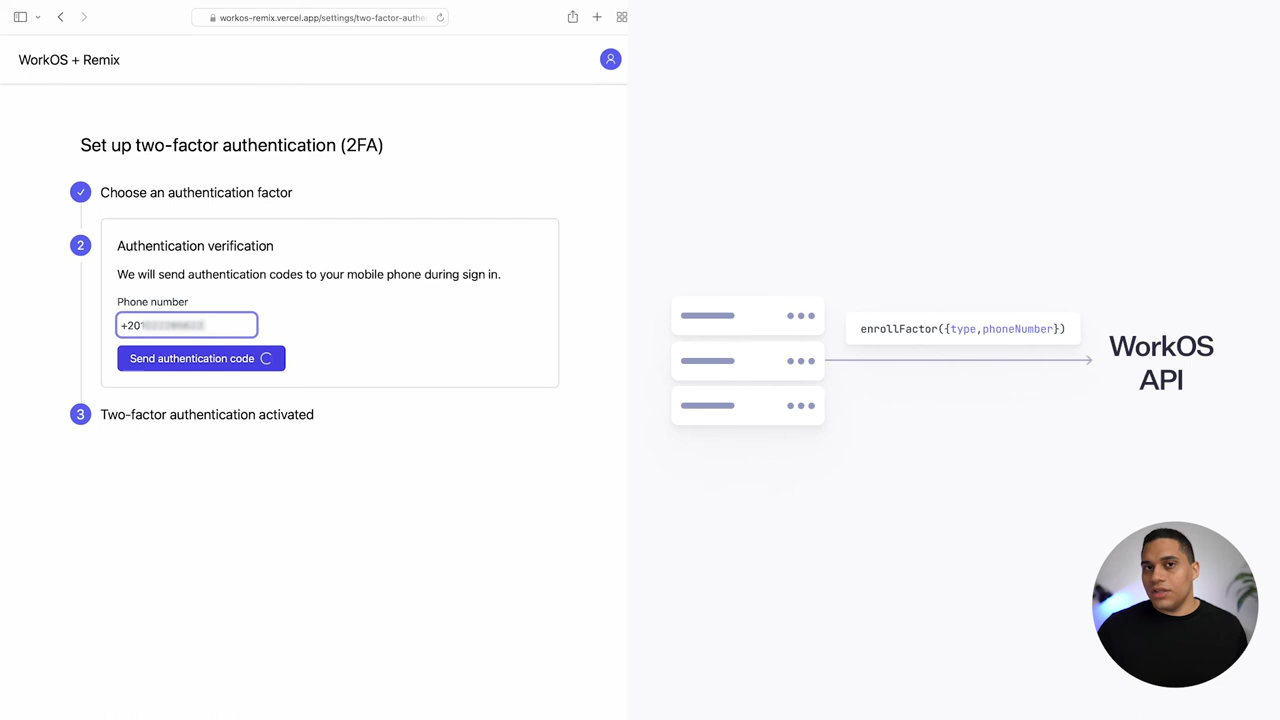 workos-remix.vercel.app/settings/two-factor-authe
WorkOS + Remix
Set up two-factor authentication (2FA)
Choose an authentication factor
2
Authentication verification
We will send authentication codes to your mobile phone during sign in.
Phone number
+201
Send authentication code
3
Two-factor authentication activated
enrollFactor({type,phoneNumber})
WorkOS
API